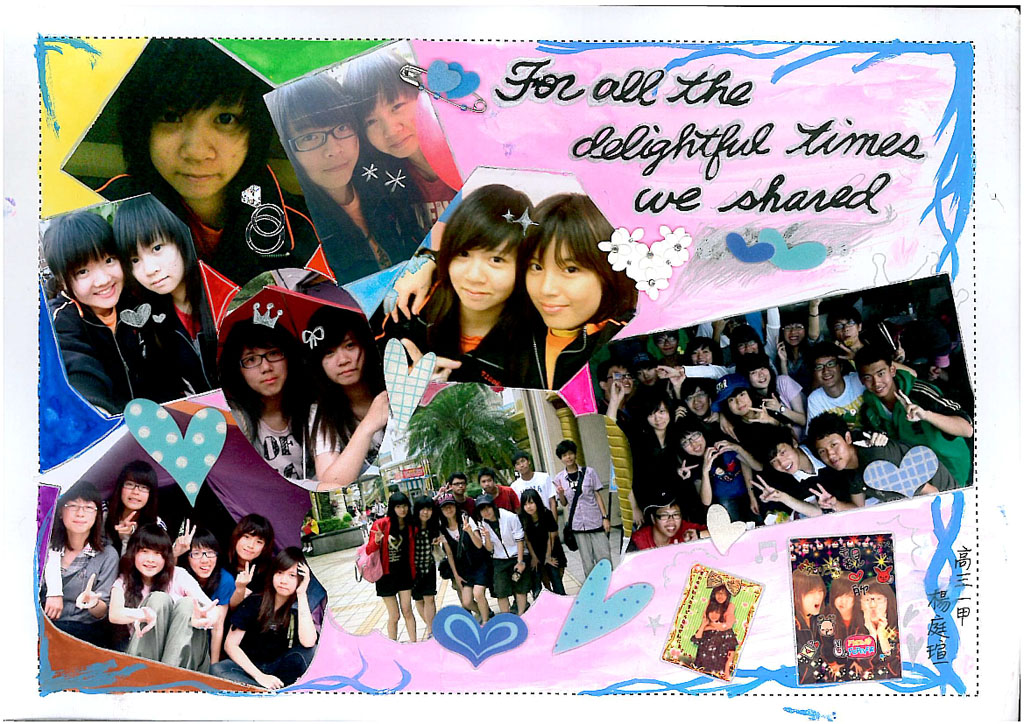 For all the
delightful times
we shared
高三甲
楊庭瑄